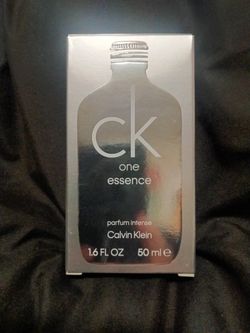 ck
one
essence
parfum intense
Calvin Klein
1.6 FL OZ 50 ml e